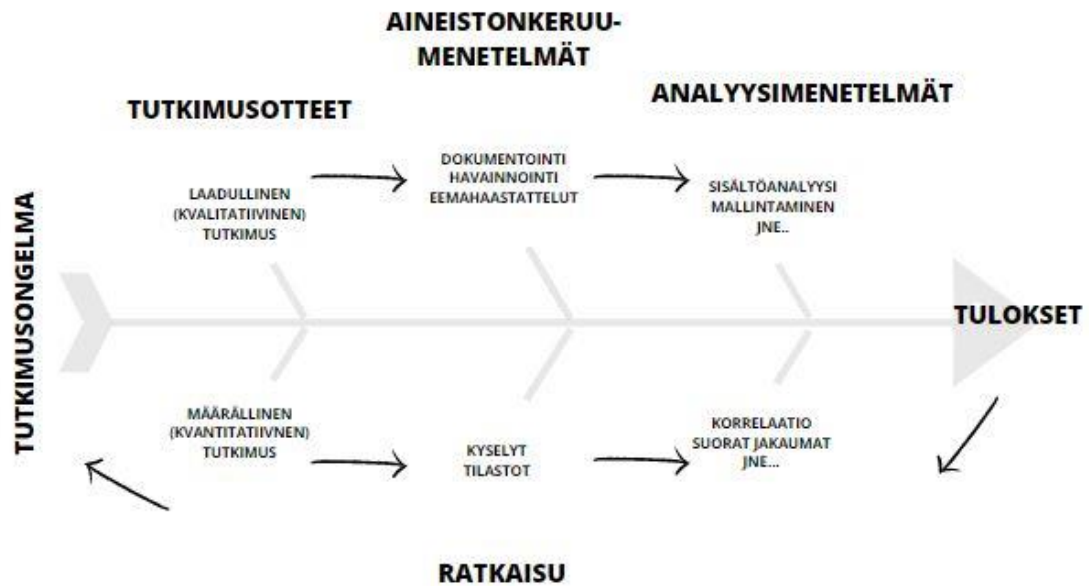 AINEISTONKERUU-
MENETELMÄT
ANALYYSIMENETELMÄT
TUTKIMUSOTTEET
DOKUMENTOINTI
HAVAINNOINTI
EEMAHAASTATTELUT
LAADULLINEN
(KVALITATIIVINEN)
TUTKIMUS
SISÄLTÖANALYYSI
MALLINTAMINEN
JNE..
TUTKIMUSONGELMA
TULOKSET
MÄÄRÄLLINEN
(KVANTITATIIVNEN)
TUTKIMUS
KYSELYT
TILASTOT
KORRELAATIO
SUORAT JAKAUMAT
JNE...
RATKAISU